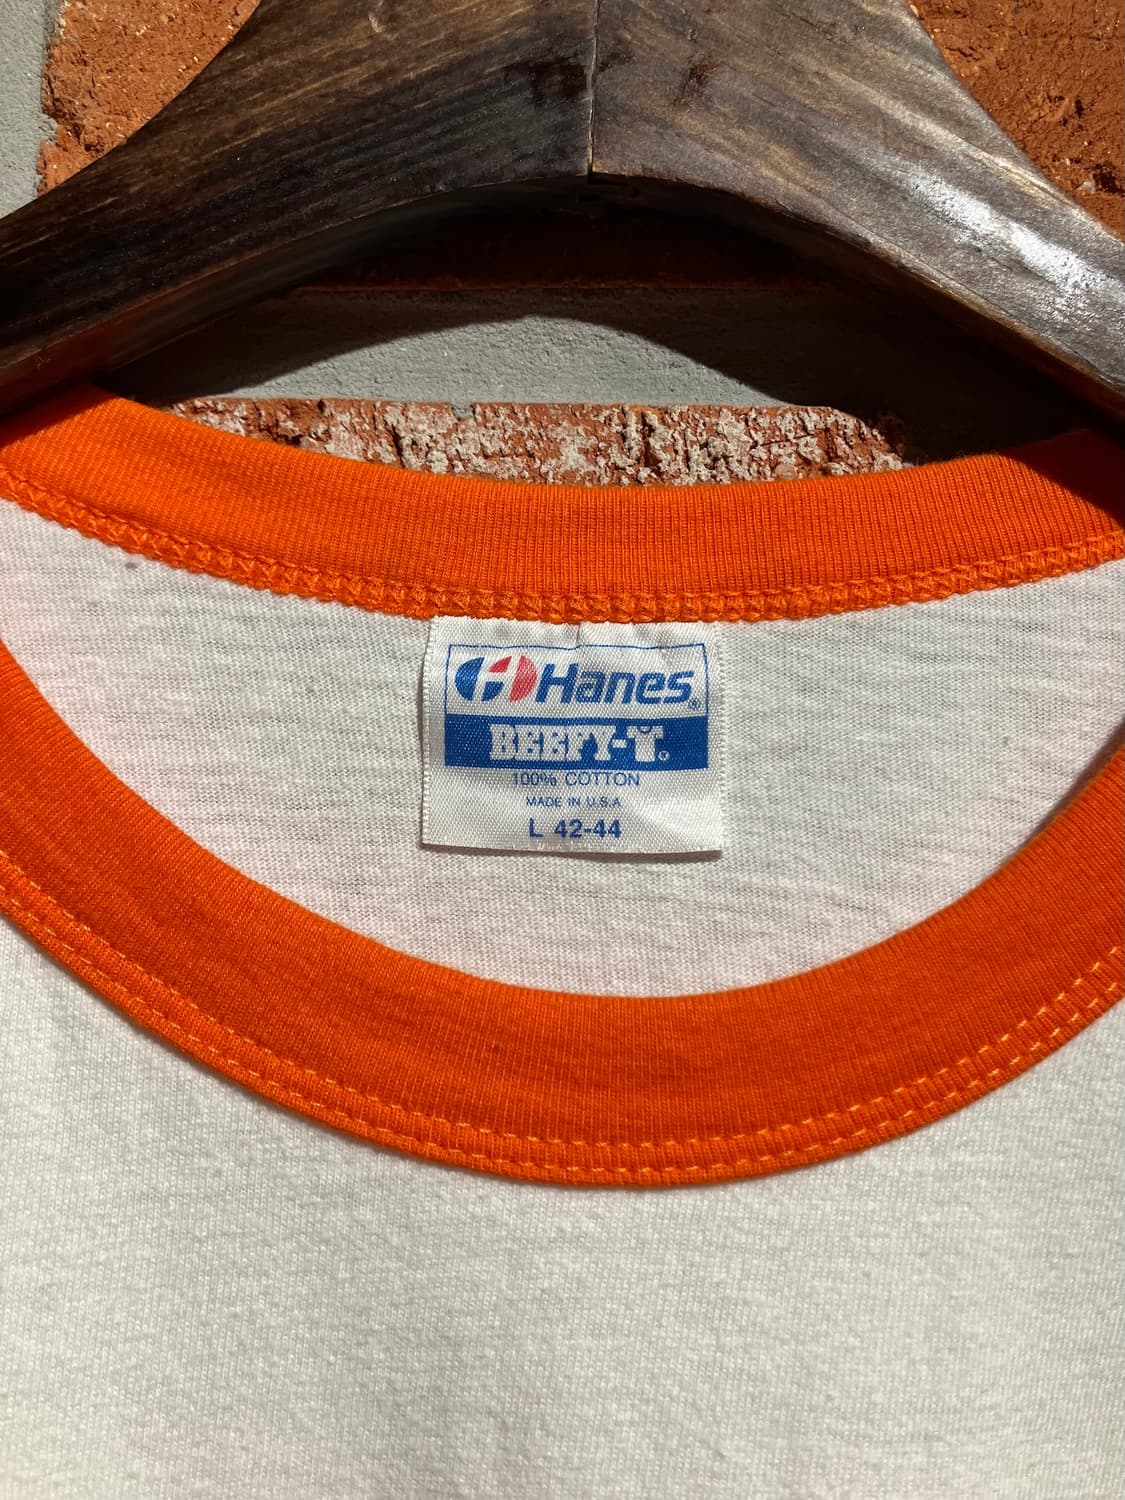 Hanes®
BEEFY-T®
100% COTTON
MADE IN U.S.A.
L 42-44